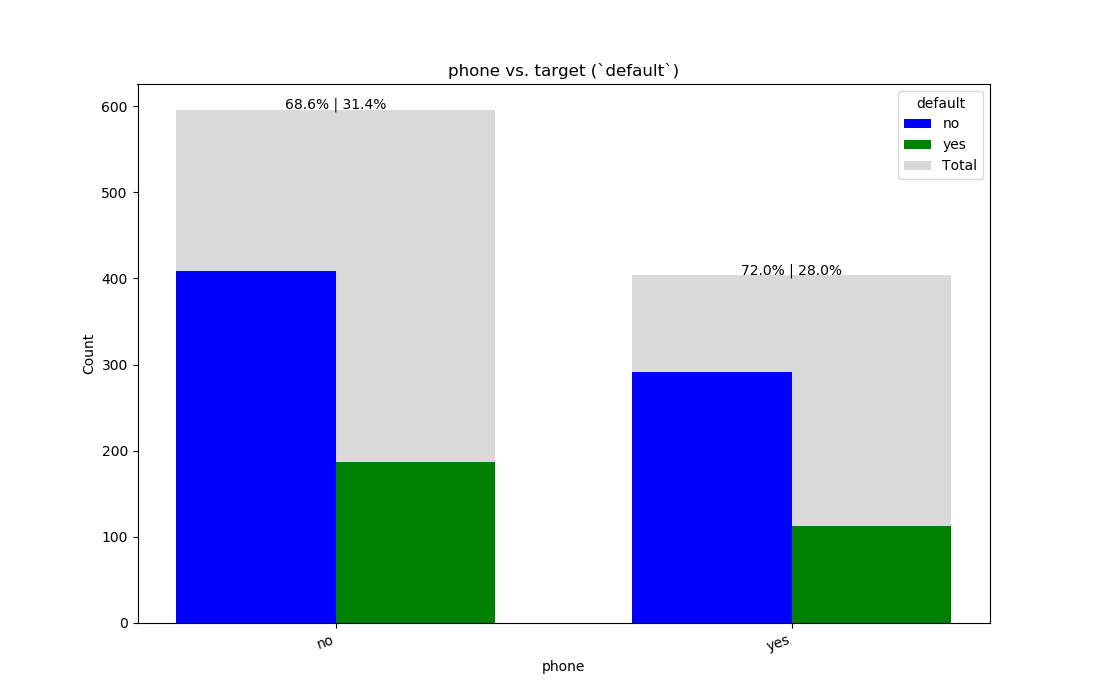 phone vs. target (`default`)
68.6% | 31.4%
72.0% | 28.0%
default
no
yes
Total
600
500
400
300
200
100
0
Count
no
yes
phone